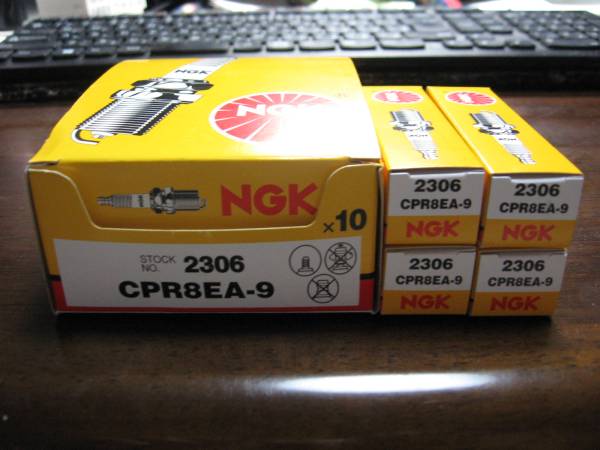 NGK
NGK
×10
STOCK
NO.
2306
CPR8EA-9
2306
CPR8EA-9
NGK
2306
CPR8EA-9
NGK
2306
CPR8EA-9
NGK
2306
CPR8EA-9
NGK